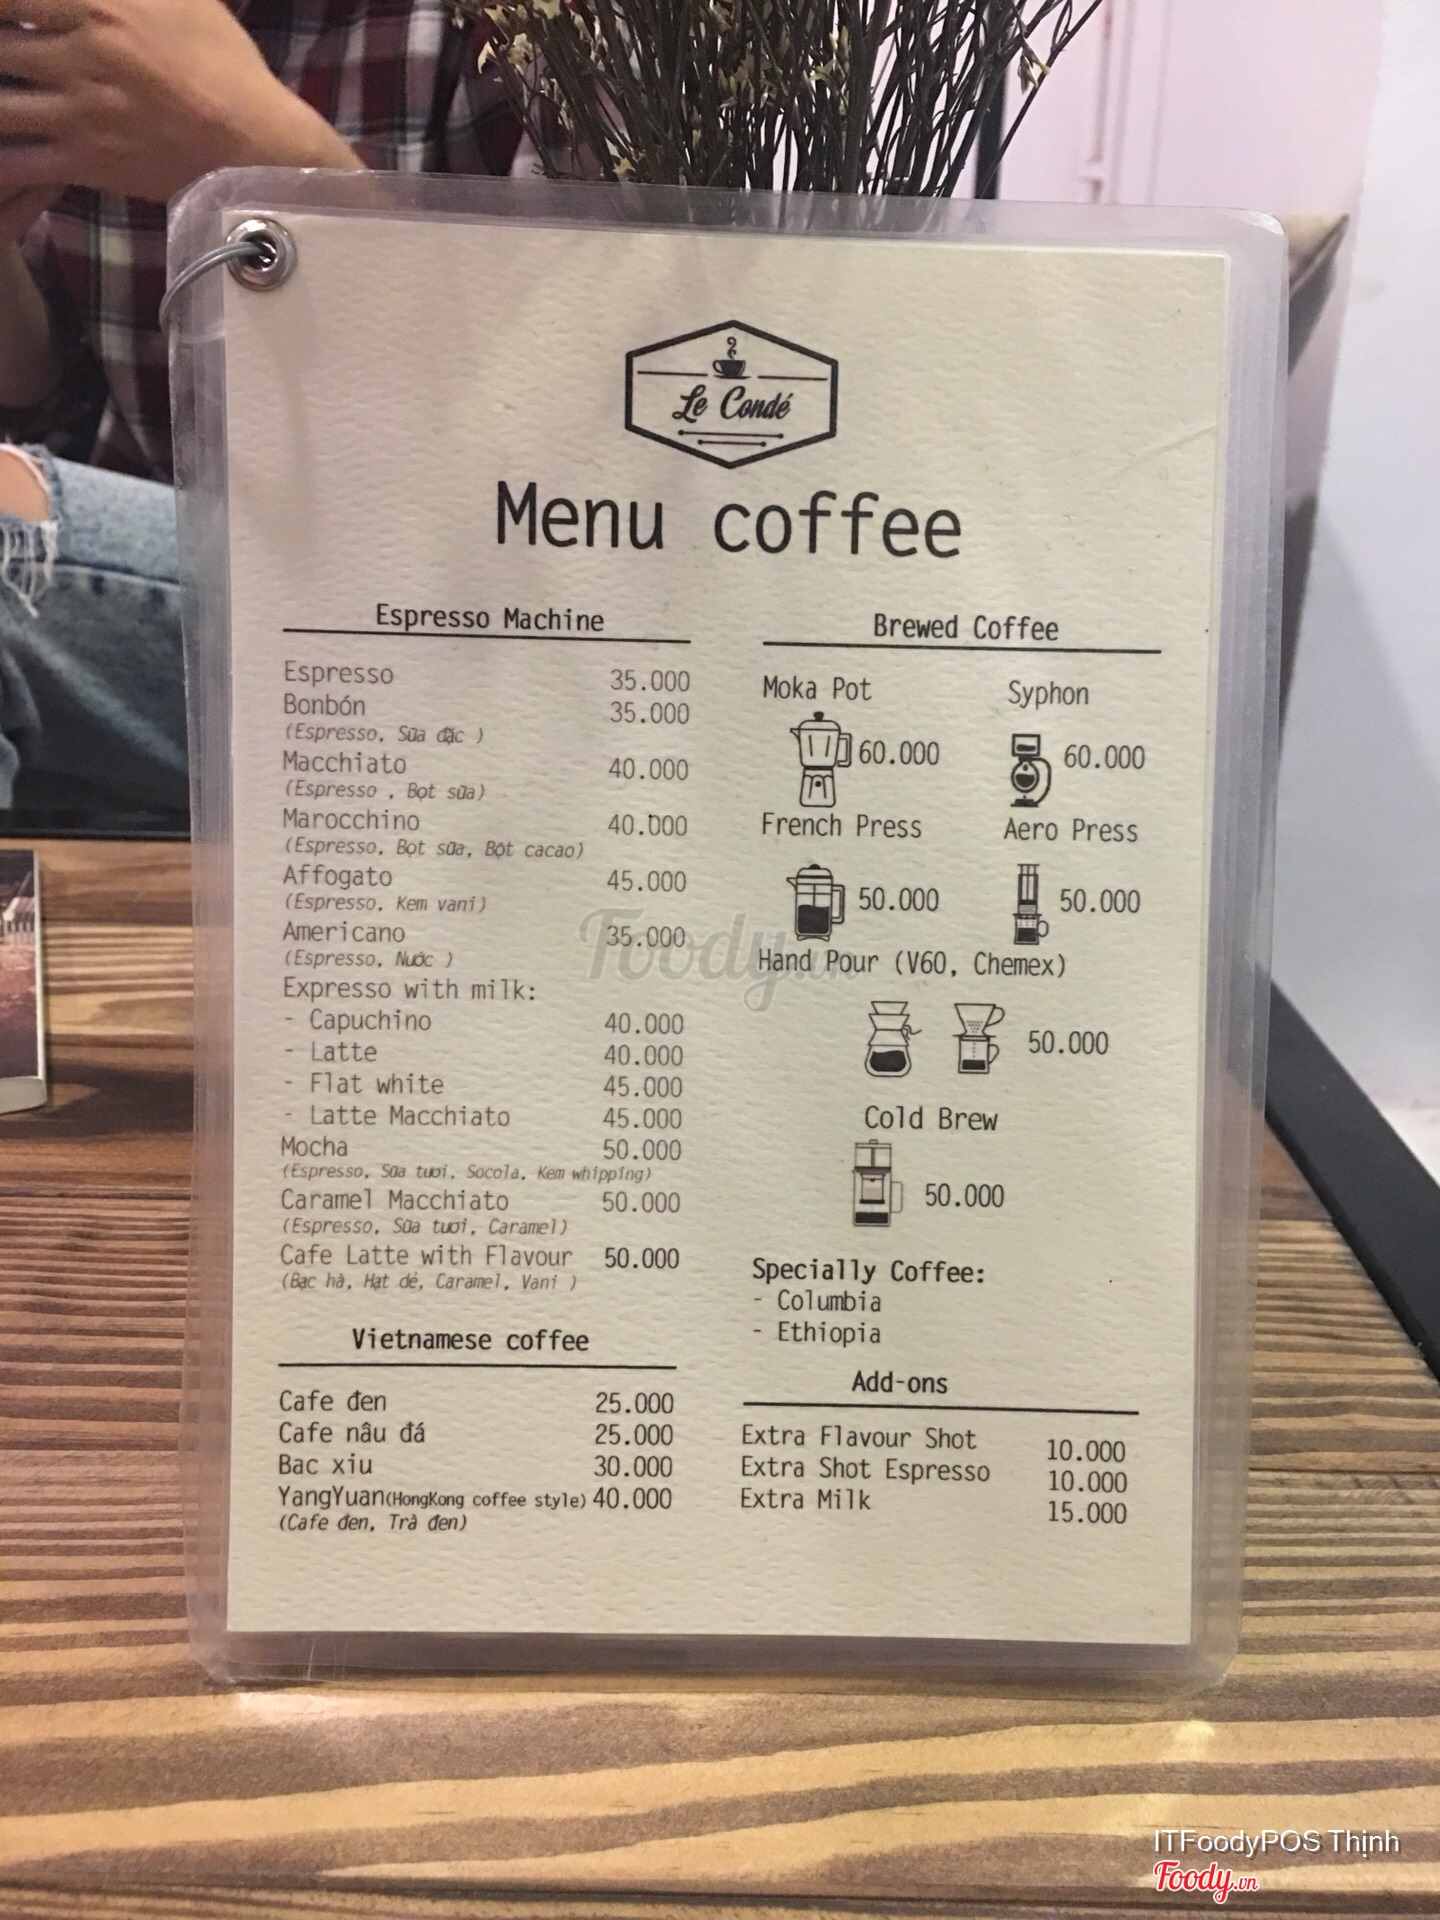 Le Condé
Menu coffee
Espresso Machine
Espresso 35.000
Bonbón 35.000
(Espresso, Sữa đặc )
Macchiato 40.000
(Espresso , Bọt sữa)
Marocchino 40.000
(Espresso, Bọt sữa, Bột cacao)
Affogato 45.000
(Espresso, Kem vani)
Americano 35.000
(Espresso, Nước )
Expresso with milk:
- Capuchino 40.000
- Latte 40.000
- Flat white 45.000
- Latte Macchiato 45.000
Mocha 50.000
(Espresso, Sữa tươi, Socola, Kem whipping)
Caramel Macchiato 50.000
(Espresso, Sữa tươi, Caramel)
Cafe Latte with Flavour 50.000
(Bạc hà, Hạt dẻ, Caramel, Vani )
Vietnamese coffee
Cafe đen 25.000
Cafe nâu đá 25.000
Bac xiu 30.000
YangYuan(HongKong coffee style) 40.000
(Cafe đen, Trà đen)
Brewed Coffee
Moka Pot Syphon
60.000 60.000
French Press Aero Press
50.000 50.000
Hand Pour (V60, Chemex)
50.000
Cold Brew
50.000
Specially Coffee:
- Columbia
- Ethiopia
Add-ons
Extra Flavour Shot 10.000
Extra Shot Espresso 10.000
Extra Milk 15.000
Foody.vn
ITFoodyPOS Thịnh
Foody.vn